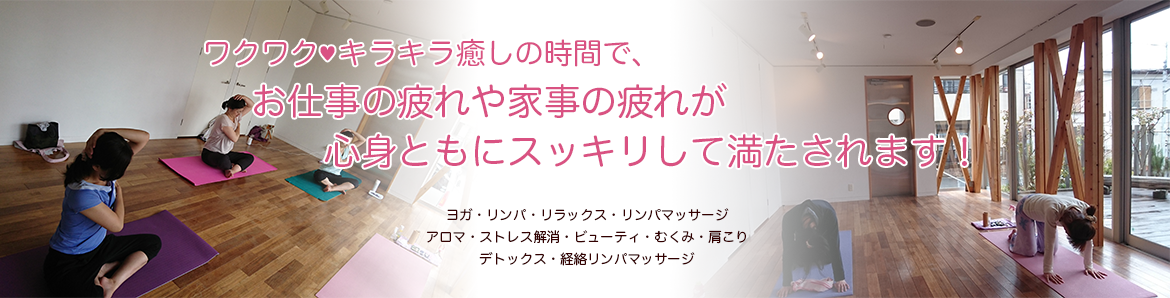 ワクワク♥キラキラ癒しの時間で、
お仕事の疲れや家事の疲れが
心身ともにスッキリして満たされます！
ヨガ・リンパ・リラックス・リンパマッサージ
アロマ・ストレス解消・ビューティ・むくみ・肩こり
デトックス・経絡リンパマッサージ